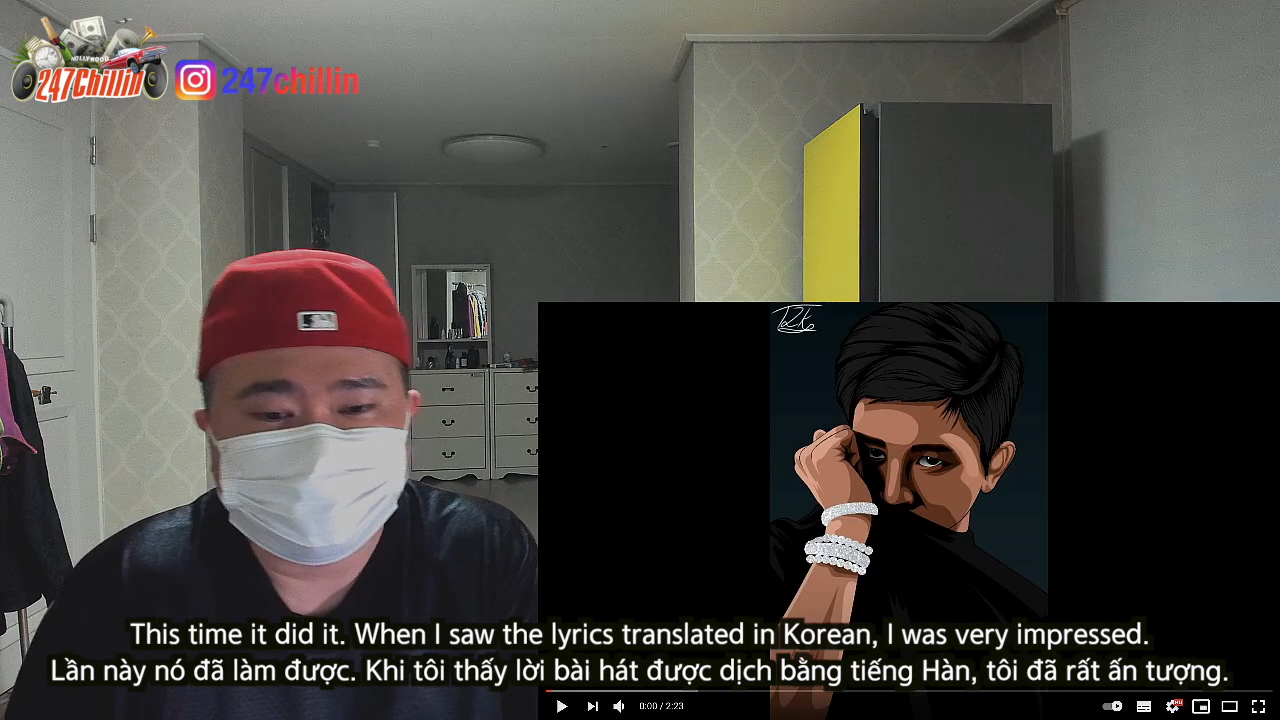 HOLLYWOOD
247Chillin
247chillin
This time it did it. When I saw the lyrics translated in Korean, I was very impressed.
Lần này nó đã làm được. Khi tôi thấy lời bài hát được dịch bằng tiếng Hàn, tôi đã rất ấn tượng.
0:00 / 2:23
HD